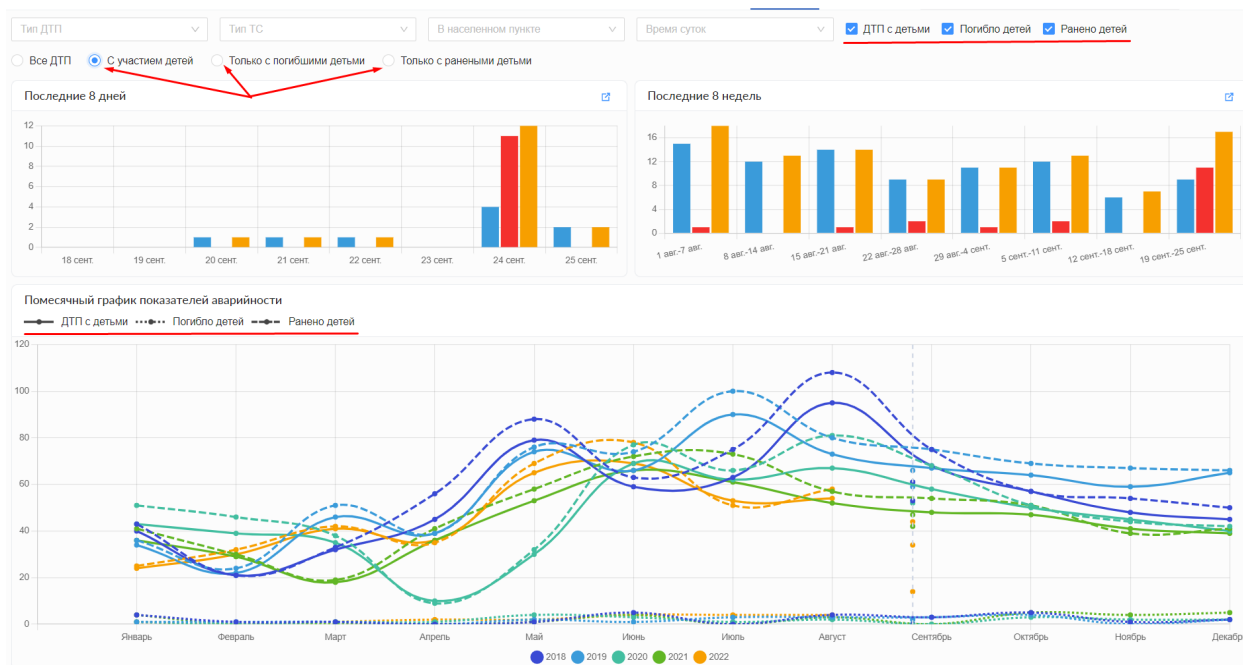 Тип ДТП Тип ТС В населенном пункте Время суток ДТП с детьми Погибло детей Ранено детей
Все ДТП С участием детей Только с погибшими детьми Только с ранеными детьми
Последние 8 дней
12
10
8
6
4
2
0
18 сент. 19 сент. 20 сент. 21 сент. 22 сент. 23 сент. 24 сент. 25 сент.
Последние 8 недель
16
12
8
4
0
1 авг.-7 авг. 8 авг.-14 авг. 15 авг.-21 авг. 22 авг.-28 авг. 29 авг.-4 сент. 5 сент.-11 сент. 12 сент.-18 сент. 19 сент.-25 сент.
Помесячный график показателей аварийности
ДТП с детьми Погибло детей Ранено детей
120
100
80
60
40
20
0
Январь Февраль Март Апрель Май Июнь Июль Август Сентябрь Октябрь Ноябрь Декабр
2018 2019 2020 2021 2022